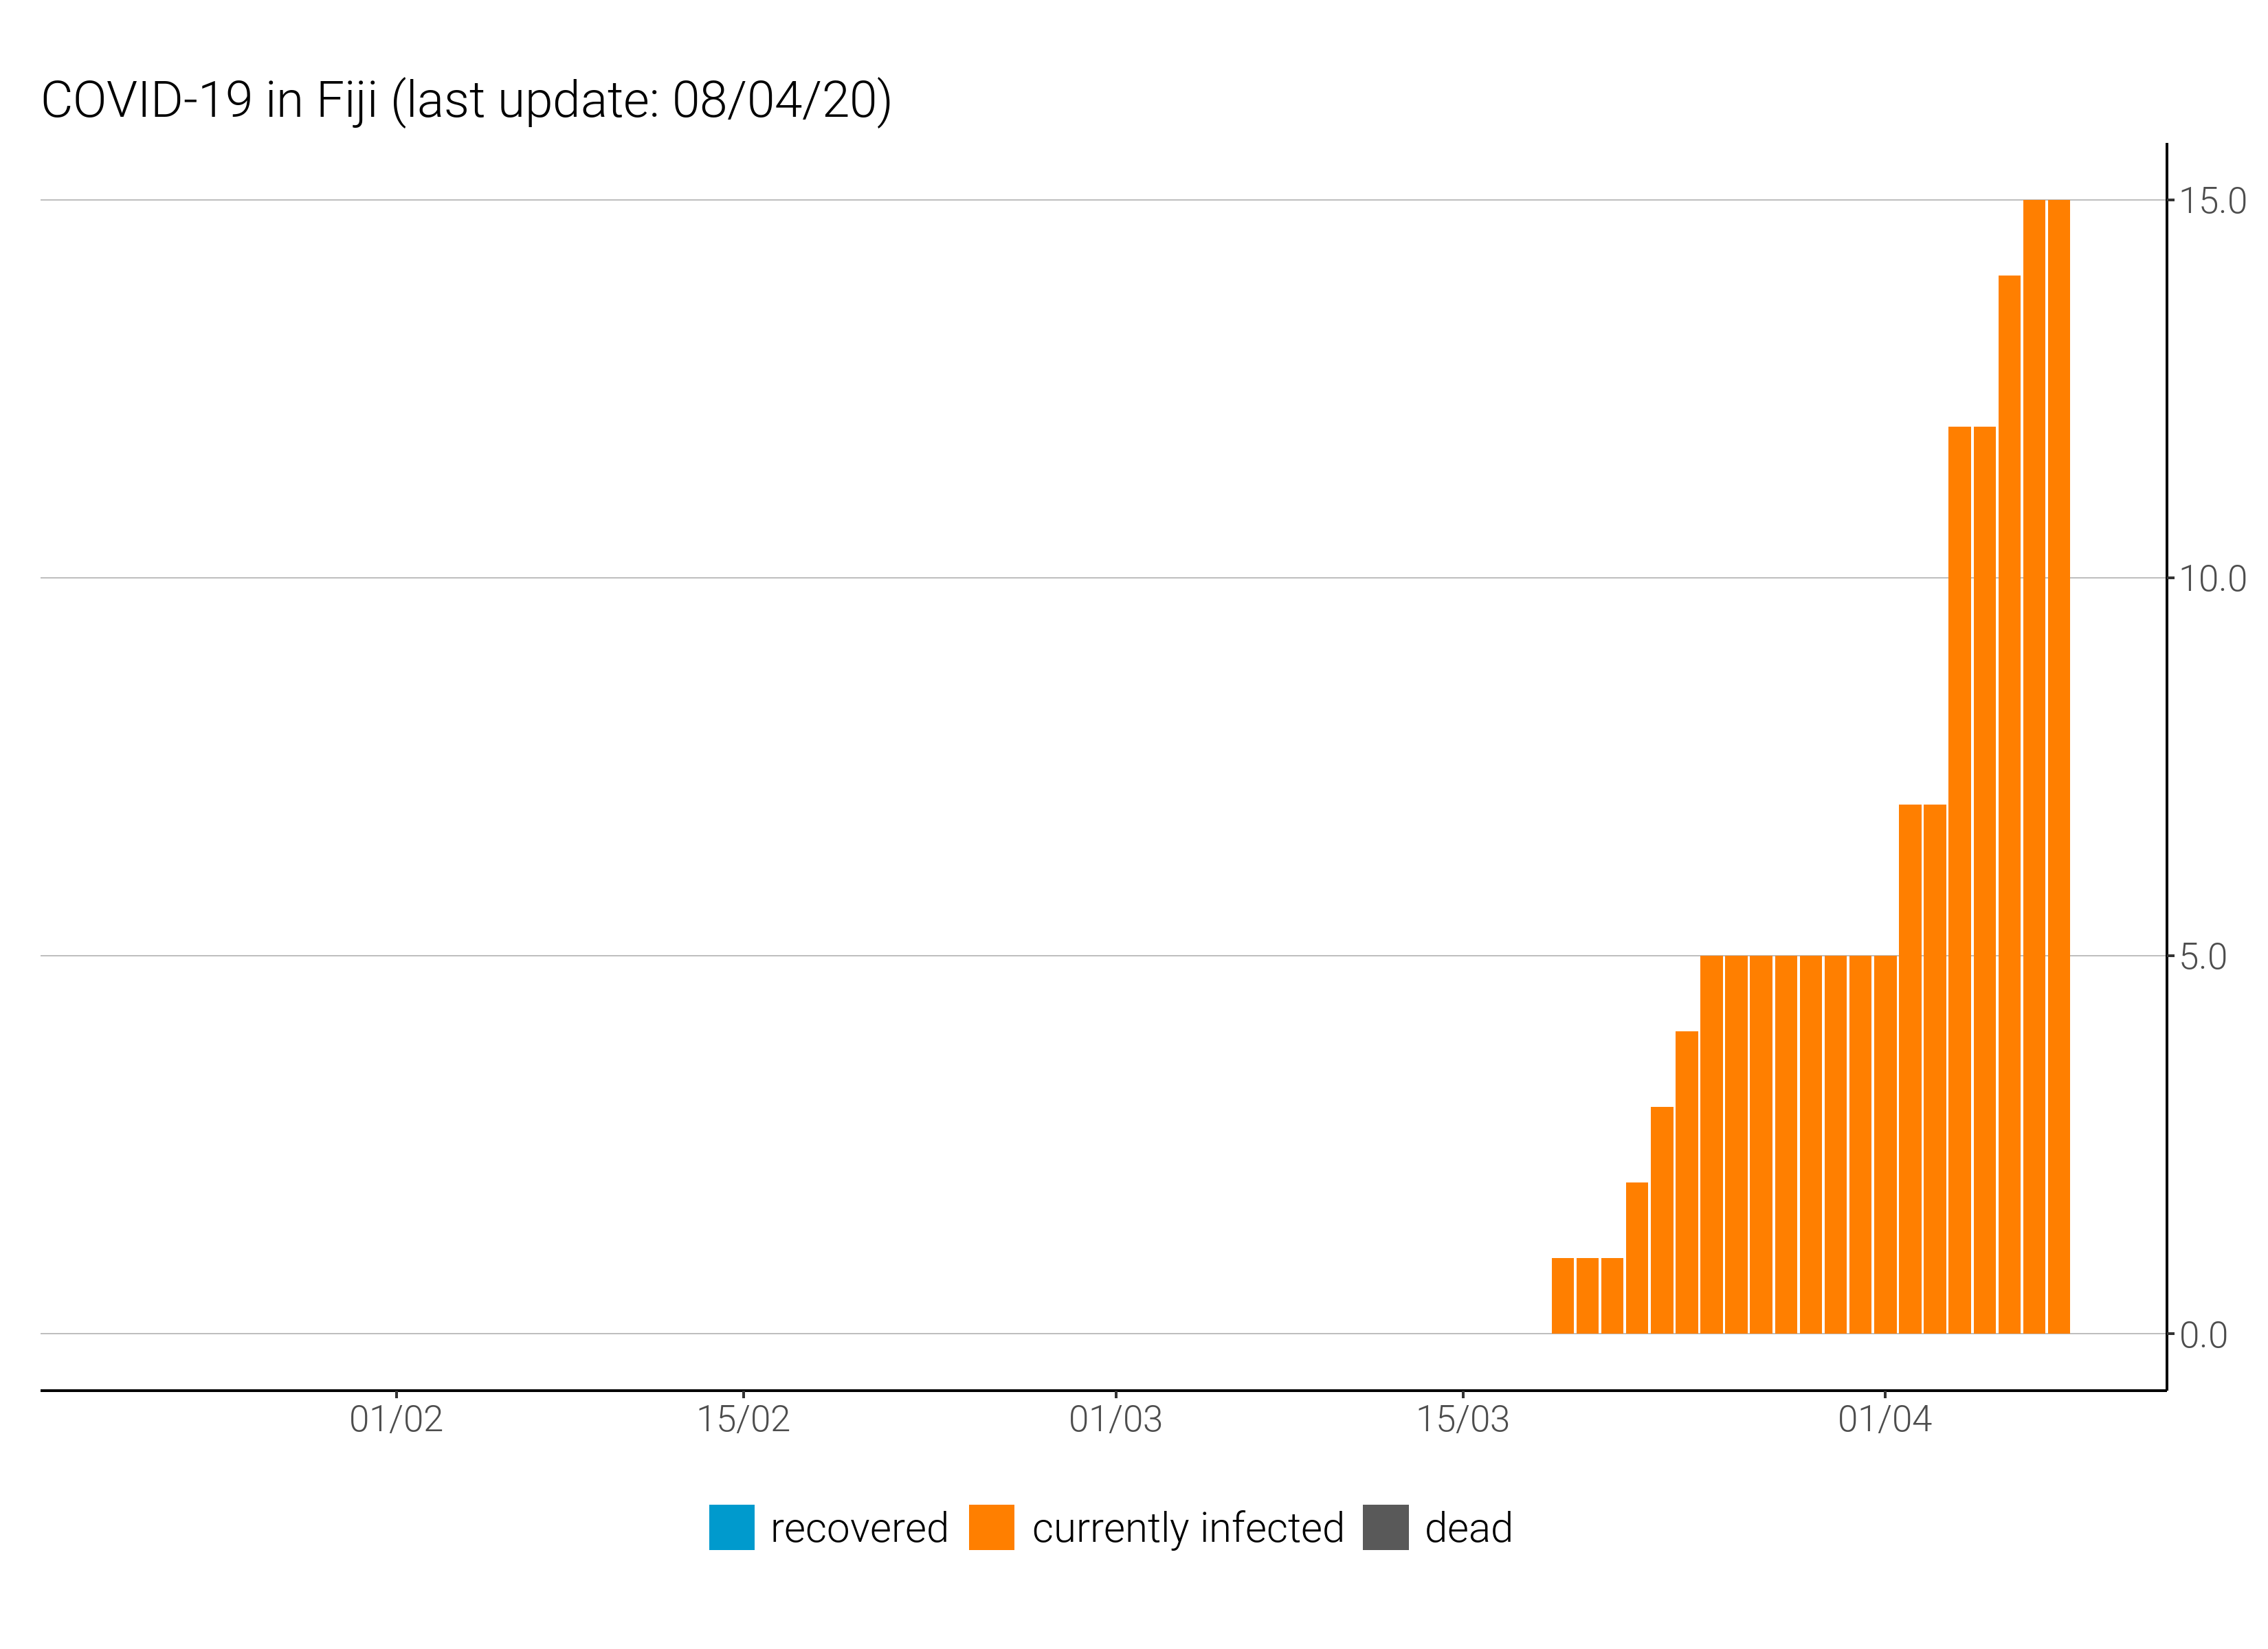 COVID-19 in Fiji (last update: 08/04/20)
15.0
10.0
5.0
0.0
01/02 15/02 01/03 15/03 01/04
recovered currently infected dead